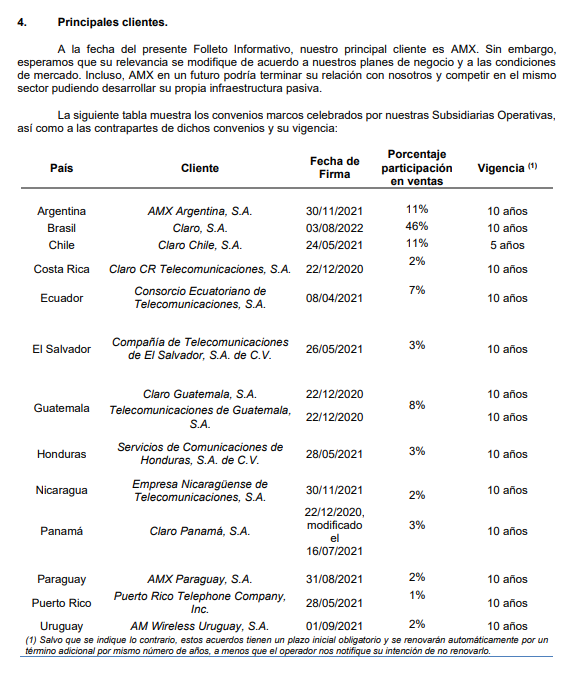 4. Principales clientes.
A la fecha del presente Folleto Informativo, nuestro principal cliente es AMX. Sin embargo,
esperamos que su relevancia se modifique de acuerdo a nuestros planes de negocio y a las condiciones
de mercado. Incluso, AMX en un futuro podría terminar su relación con nosotros y competir en el mismo
sector pudiendo desarrollar su propia infraestructura pasiva.
La siguiente tabla muestra los convenios marcos celebrados por nuestras Subsidiarias Operativas,
así como a las contrapartes de dichos convenios y su vigencia:
País Cliente Fecha de Firma Porcentaje participación en ventas Vigencia (1)
Argentina AMX Argentina, S.A. 30/11/2021 11% 10 años
Brasil Claro, S.A. 03/08/2022 46% 10 años
Chile Claro Chile, S.A. 24/05/2021 11% 5 años
Costa Rica Claro CR Telecomunicaciones, S.A. 22/12/2020 2% 10 años
Ecuador Consorcio Ecuatoriano de Telecomunicaciones, S.A. 08/04/2021 7% 10 años
El Salvador Compañía de Telecomunicaciones de El Salvador, S.A. de C.V. 26/05/2021 3% 10 años
Guatemala Claro Guatemala, S.A. 22/12/2020 8% 10 años
Telecomunicaciones de Guatemala, S.A. 22/12/2020 10 años
Honduras Servicios de Comunicaciones de Honduras, S.A. de C.V. 28/05/2021 3% 10 años
Nicaragua Empresa Nicaragüense de Telecomunicaciones, S.A. 30/11/2021 2% 10 años
Panamá Claro Panamá, S.A. 22/12/2020, modificado el 16/07/2021 3% 10 años
Paraguay AMX Paraguay, S.A. 31/08/2021 2% 10 años
Puerto Rico Puerto Rico Telephone Company, Inc. 28/05/2021 1% 10 años
Uruguay AM Wireless Uruguay, S.A. 01/09/2021 2% 10 años
(1) Salvo que se indique lo contrario, estos acuerdos tienen un plazo inicial obligatorio y se renovarán automáticamente por un
término adicional por mismo número de años, a menos que el operador nos notifique su intención de no renovarlo.